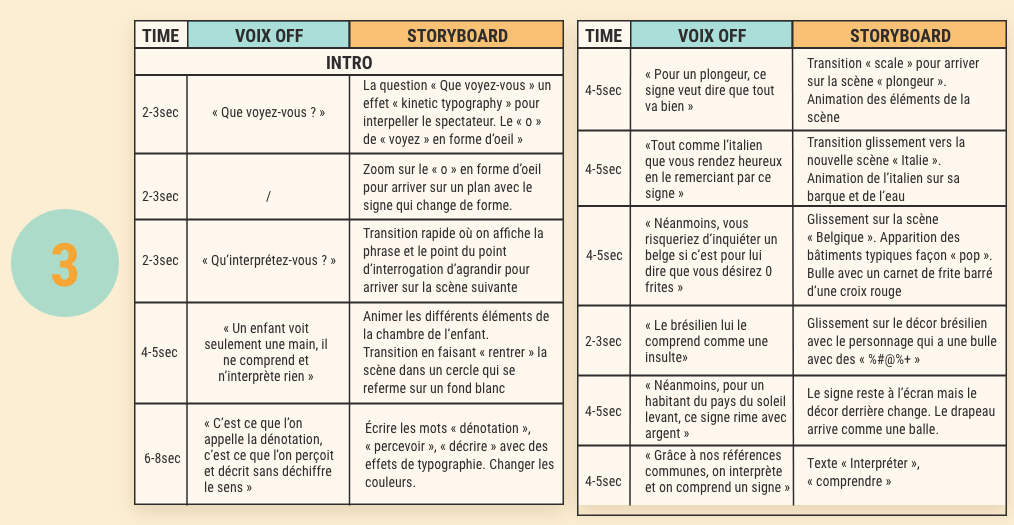 3
TIME
VOIX OFF
STORYBOARD
INTRO
2-3sec
« Que voyez-vous ? »
La question « Que voyez-vous » un
effet « kinetic typography » pour
interpeller le spectateur. Le « o »
de « voyez » en forme d’oeil »
2-3sec
/
Zoom sur le « o » en forme d’oeil
pour arriver sur un plan avec le
signe qui change de forme.
2-3sec
« Qu’interprétez-vous ? »
Transition rapide où on affiche la
phrase et le point du point
d’interrogation d’agrandir pour
arriver sur la scène suivante
4-5sec
« Un enfant voit
seulement une main, il
ne comprend et
n’interprète rien »
Animer les différents éléments de
la chambre de l’enfant.
Transition en faisant « rentrer » la
scène dans un cercle qui se
referme sur un fond blanc
6-8sec
« C’est ce que l’on
appelle la dénotation,
c’est ce que l’on perçoit
et décrit sans déchiffre
le sens »
Écrire les mots « dénotation »,
« percevoir », « décrire » avec des
effets de typographie. Changer les
couleurs.
TIME
VOIX OFF
STORYBOARD
4-5sec
« Pour un plongeur, ce
signe veut dire que tout
va bien »
Transition « scale » pour arriver
sur la scène « plongeur ».
Animation des éléments de la
scène
4-5sec
«Tout comme l’italien
que vous rendez heureux
en le remerciant par ce
signe »
Transition glissement vers la
nouvelle scène « Italie ».
Animation de l’italien sur sa
barque et de l’eau
4-5sec
« Néanmoins, vous
risqueriez d’inquiéter un
belge si c’est pour lui
dire que vous désirez 0
frites »
Glissement sur la scène
« Belgique ». Apparition des
bâtiments typiques façon « pop ».
Bulle avec un carnet de frite barré
d’une croix rouge
2-3sec
« Le brésilien lui le
comprend comme une
insulte»
Glissement sur le décor brésilien
avec le personnage qui a une bulle
avec des « %#@%+ »
4-5sec
« Néanmoins, pour un
habitant du pays du soleil
levant, ce signe rime avec
argent »
Le signe reste à l’écran mais le
décor derrière change. Le drapeau
arrive comme une balle.
4-5sec
« Grâce à nos références
communes, on interprète
et on comprend un signe »
Texte « Interpréter »,
« comprendre »